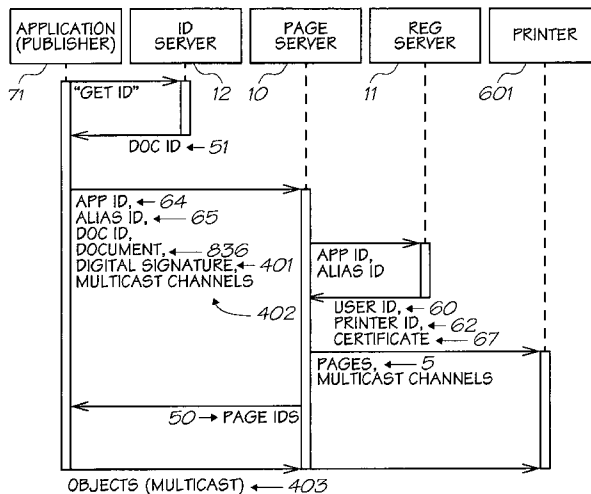 APPLICATION
(PUBLISHER)
ID
SERVER
PAGE
SERVER
REG
SERVER
PRINTER
71
12
10
11
601
"GET ID"
DOC ID 51
APP ID, 64
ALIAS ID, 65
DOC ID,
DOCUMENT, 836
DIGITAL SIGNATURE, 401
MULTICAST CHANNELS
402
APP ID,
ALIAS ID
USER ID, 60
PRINTER ID, 62
CERTIFICATE 67
PAGES, 5
MULTICAST CHANNELS
50 PAGE IDS
OBJECTS (MULTICAST) 403